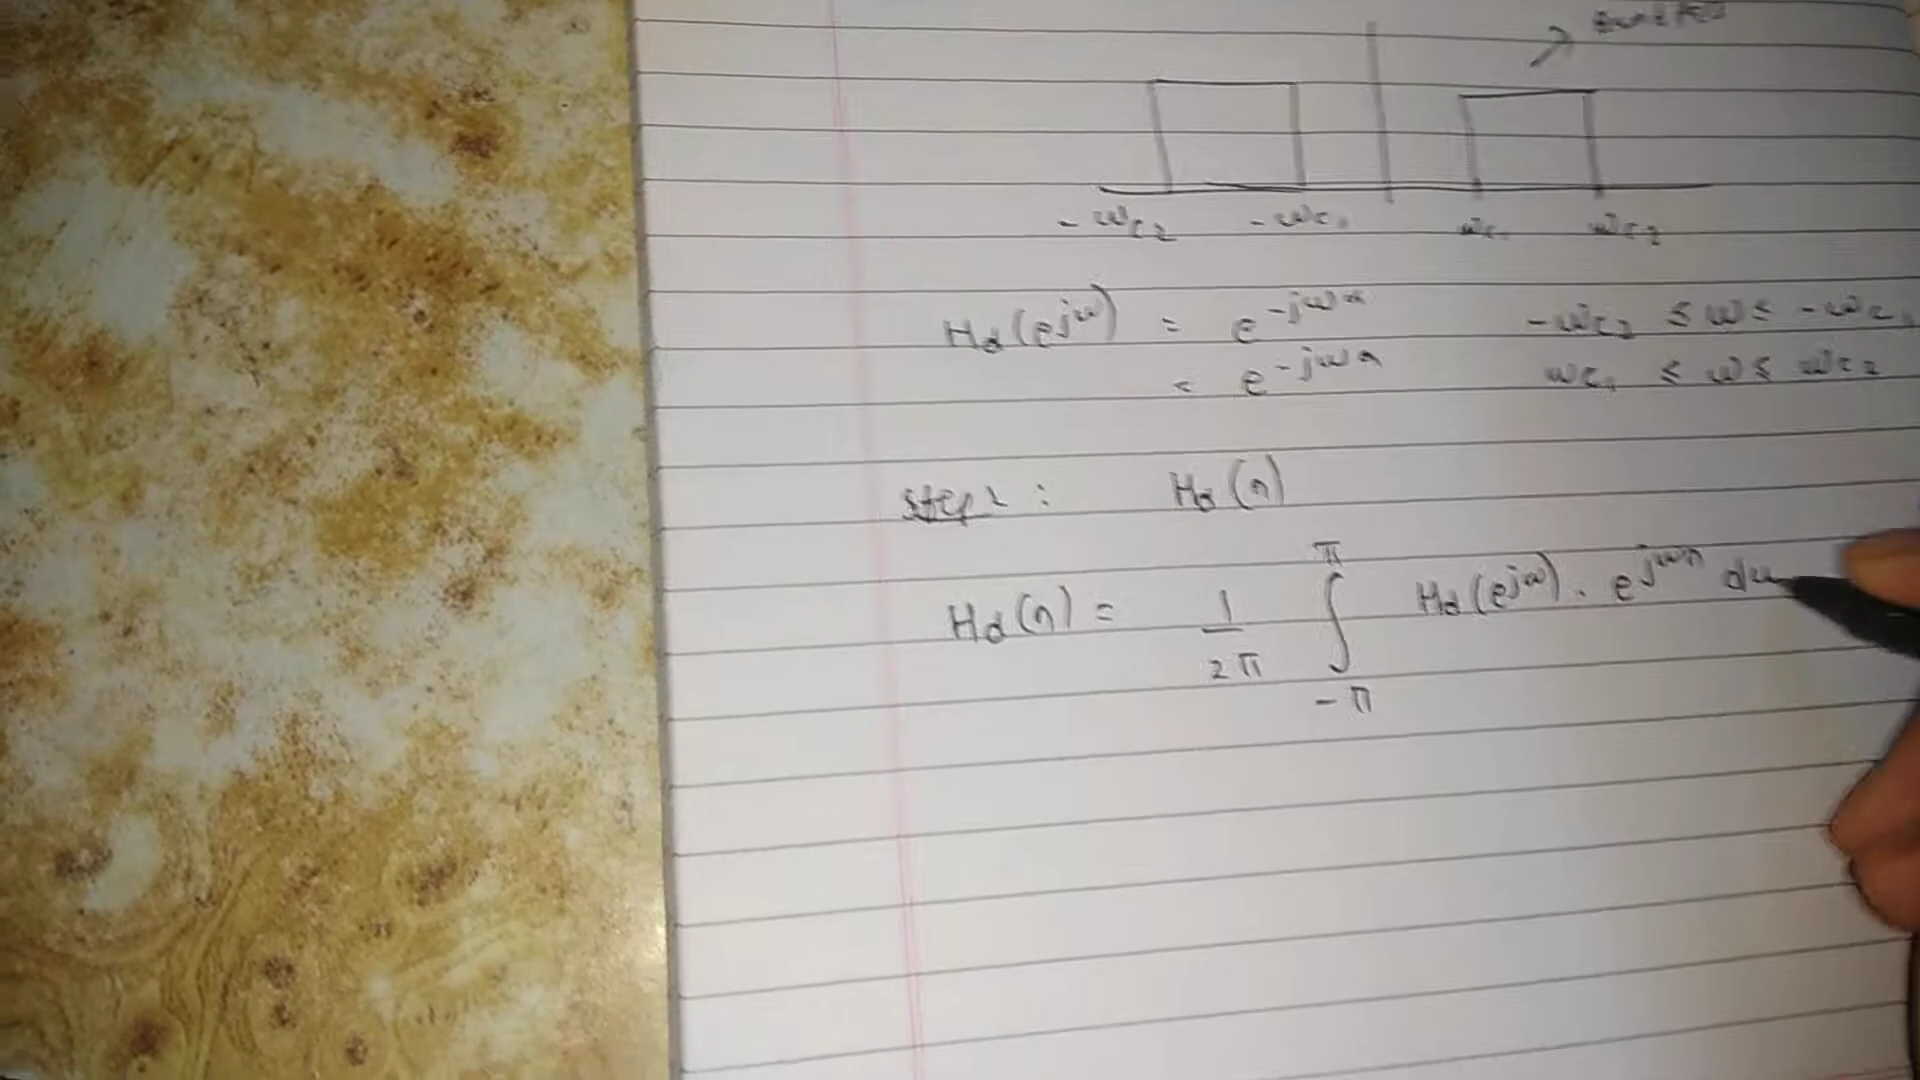 -ωc2 -ωc1 ωc1 ωc2
Hd(e^jω) = e^-jωα -ωc2 ≤ ω ≤ -ωc1
= e^-jωα ωc1 ≤ ω ≤ ωc2
Step 2 : Hd(n)
Hd(n) = 1/2π ∫_-π^π Hd(e^jω) . e^jωn dω